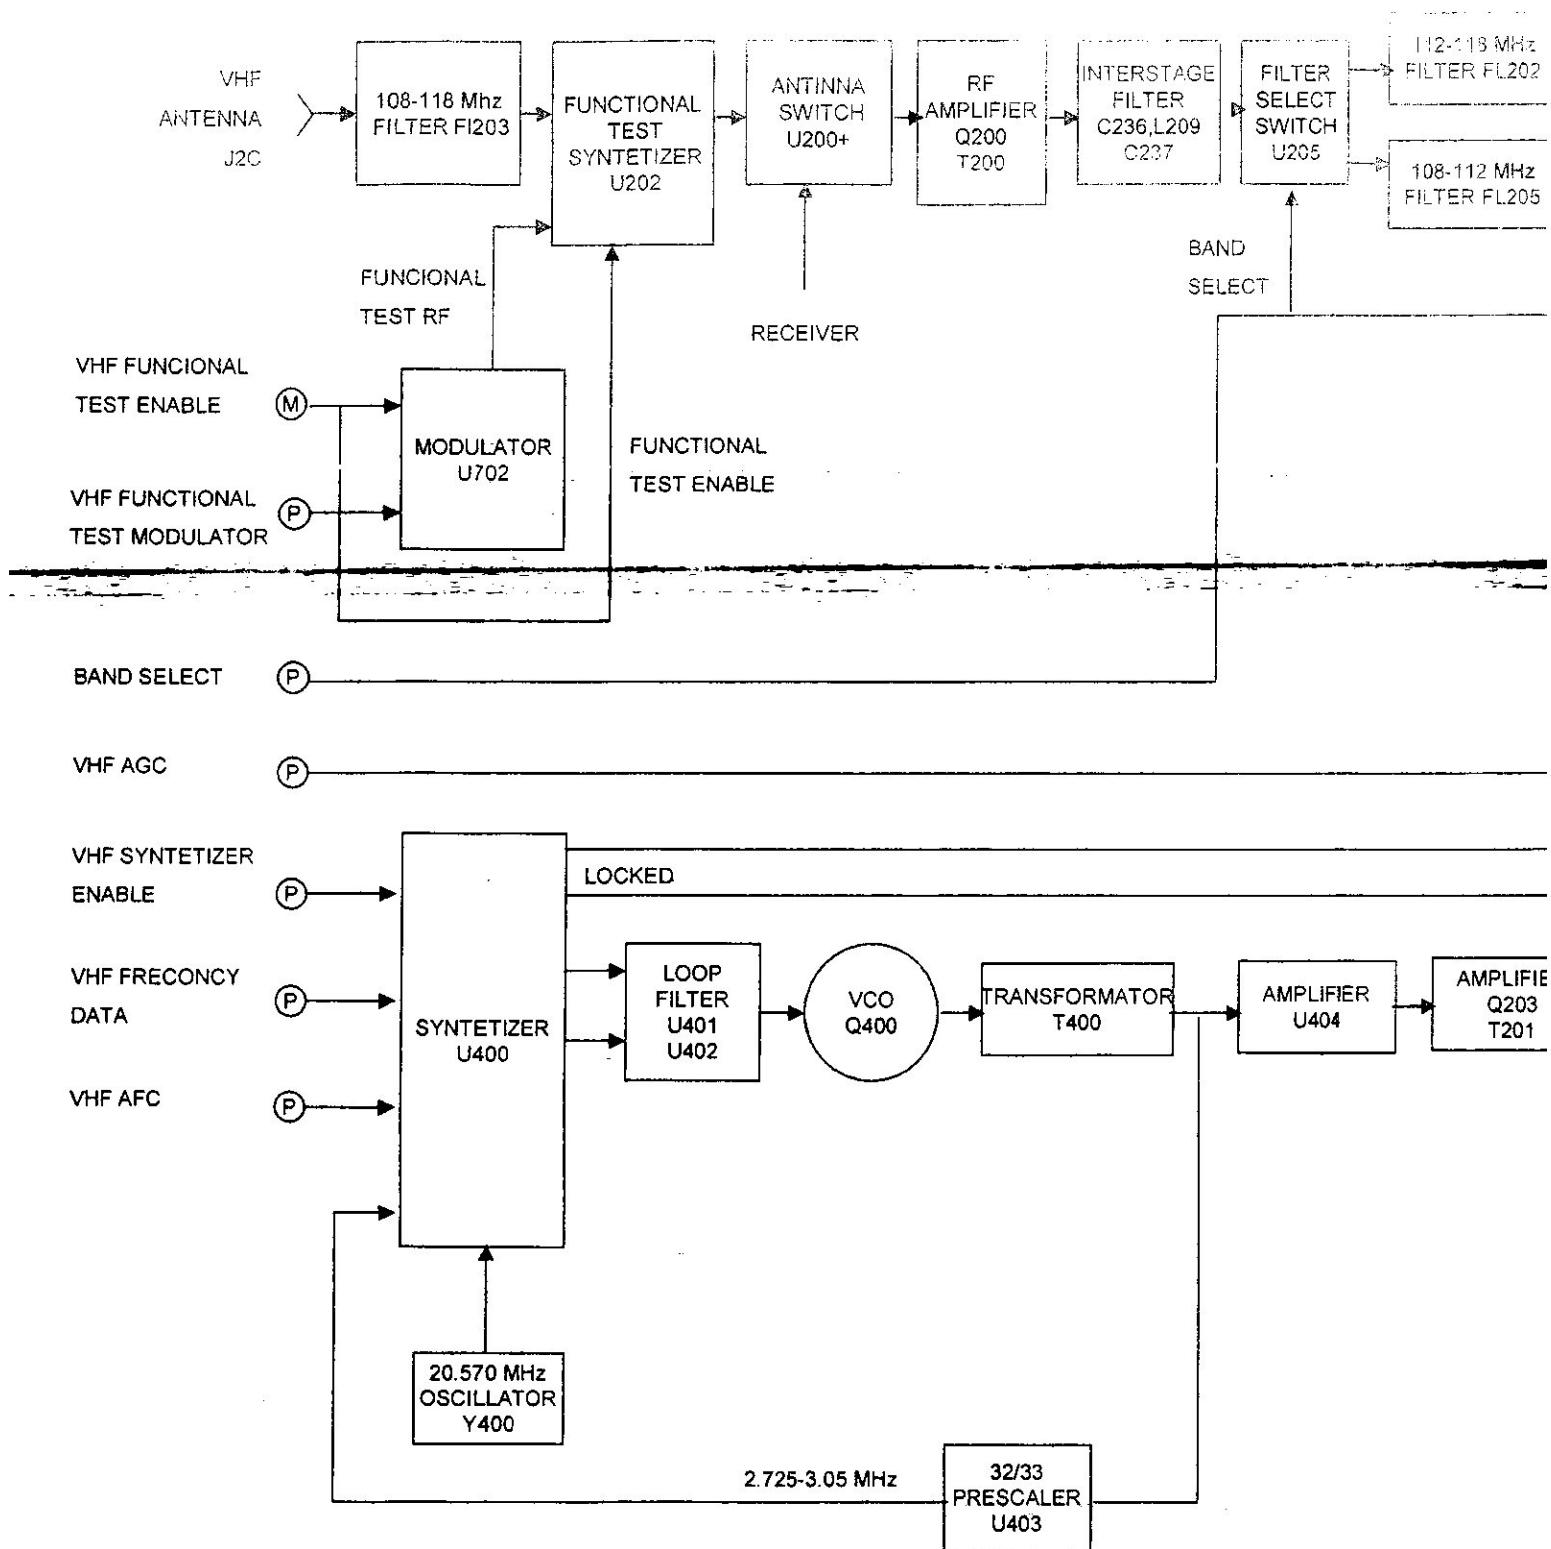 VHF
ANTENNA
J2C
108-118 Mhz
FILTER FI203
FUNCTIONAL
TEST
SYNTETIZER
U202
ANTINNA
SWITCH
U200+
RF
AMPLIFIER
Q200
T200
INTERSTAGE
FILTER
C236,L209
C237
FILTER
SELECT
SWITCH
U205
112-118 MHz
FILTER FL202
108-112 MHz
FILTER FL205
FUNCIONAL
TEST RF
RECEIVER
BAND
SELECT
VHF FUNCIONAL
TEST ENABLE
M
MODULATOR
U702
FUNCTIONAL
TEST ENABLE
VHF FUNCTIONAL
TEST MODULATOR
P
BAND SELECT
P
VHF AGC
P
VHF SYNTETIZER
ENABLE
P
LOCKED
VHF FRECONCY
DATA
P
SYNTETIZER
U400
LOOP
FILTER
U401
U402
VCO
Q400
TRANSFORMATOR
T400
AMPLIFIER
U404
AMPLIFIE
Q203
T201
VHF AFC
P
20.570 MHz
OSCILLATOR
Y400
2.725-3.05 MHz
32/33
PRESCALER
U403